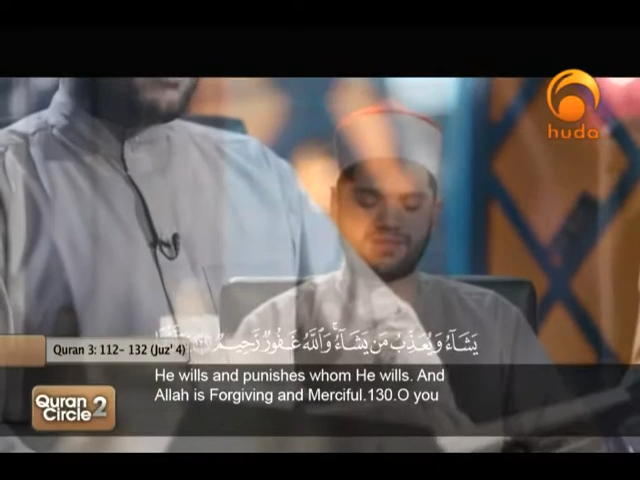 huda
يَشَآءُ وَيُعَذِّبُ مَن يَشَآءُ ۚ وَٱللَّهُ غَفُورٌ رَّحِيمٌ
Quran 3: 112- 132 (Juz' 4)
He wills and punishes whom He wills. And
Allah is Forgiving and Merciful.130.O you
Quran
Circle 2